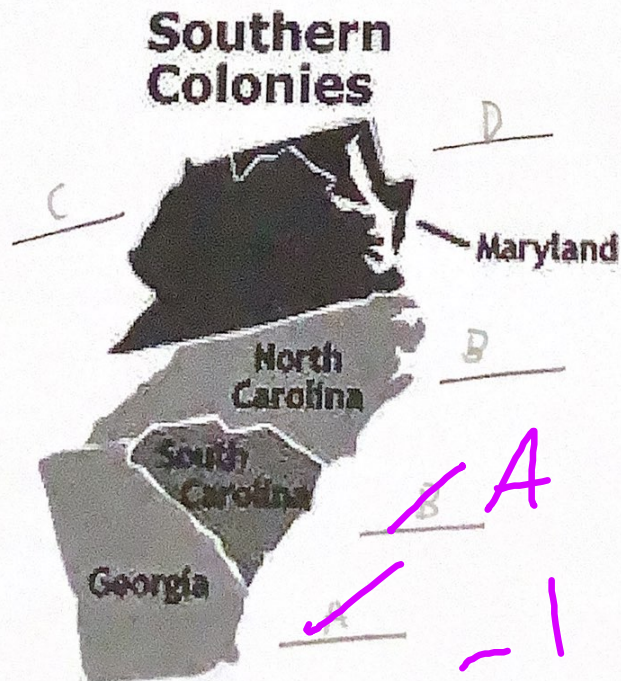 Southern
Colonies
D
C
Maryland
North
Carolina
B
South
Carolina
B
A
Georgia
A
-1